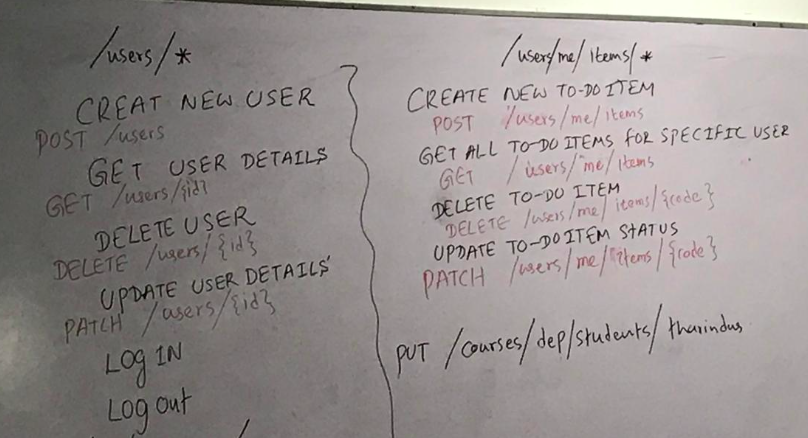 /users/*
CREAT NEW USER
POST /users
GET USER DETAILS
GET /users/{id}
DELETE USER
DELETE /users/{id}
UPDATE USER DETAILS
PATCH /users/{id}
LOG IN
LOG OUT
/users/me/items/*
CREATE NEW TO-DO ITEM
POST /users/me/items
GET ALL TO-DO ITEMS FOR SPECIFIC USER
GET /users/me/items
DELETE TO-DO ITEM
DELETE /users/me/items/{code}
UPDATE TO-DO ITEM STATUS
PATCH /users/me/items/{code}
PUT /courses/dep/students/tharindus